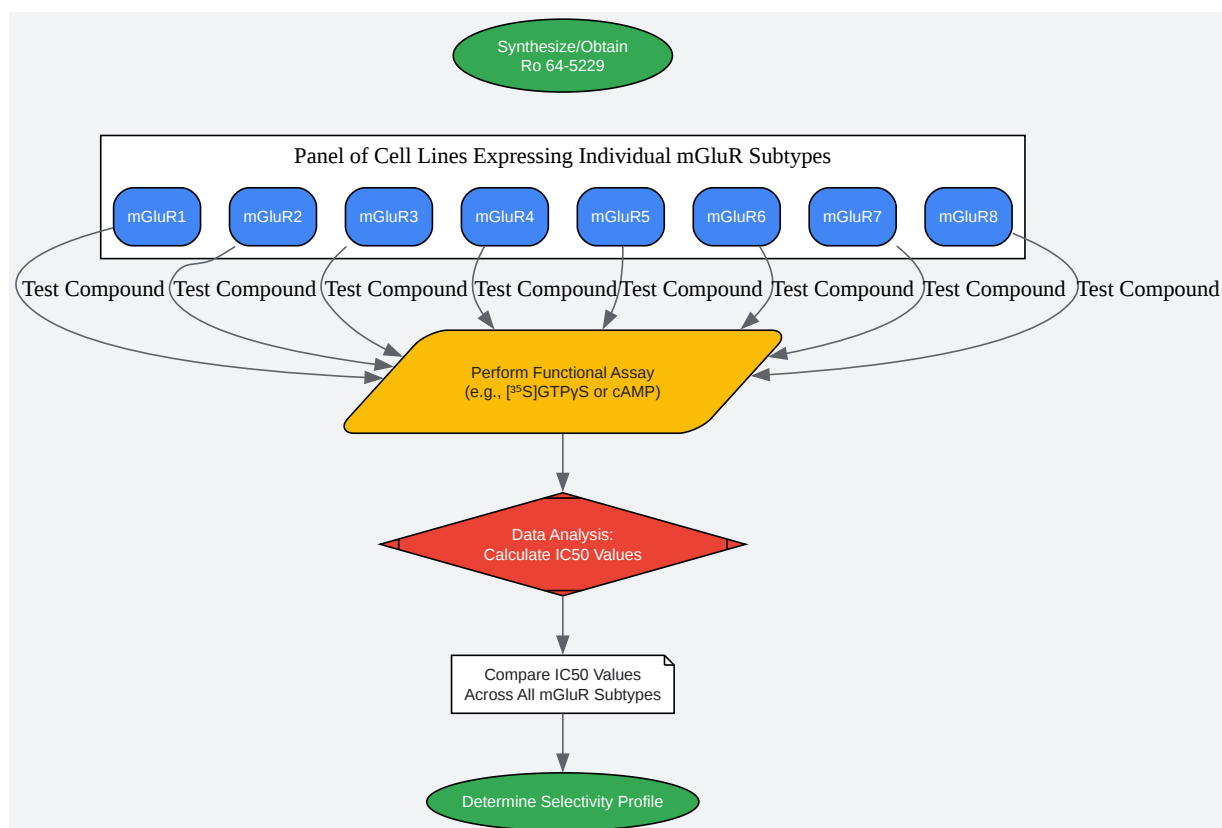 Synthesize/Obtain
Ro 64-5229
Panel of Cell Lines Expressing Individual mGluR Subtypes
mGluR1 mGluR2 mGluR3 mGluR4 mGluR5 mGluR6 mGluR7 mGluR8
Test Compound Test Compound Test Compound Test Compound Test Compound Test Compound Test Compound Test Compound
Perform Functional Assay
(e.g., [³⁵S]GTPγS or cAMP)
Data Analysis:
Calculate IC50 Values
Compare IC50 Values
Across All mGluR Subtypes
Determine Selectivity Profile